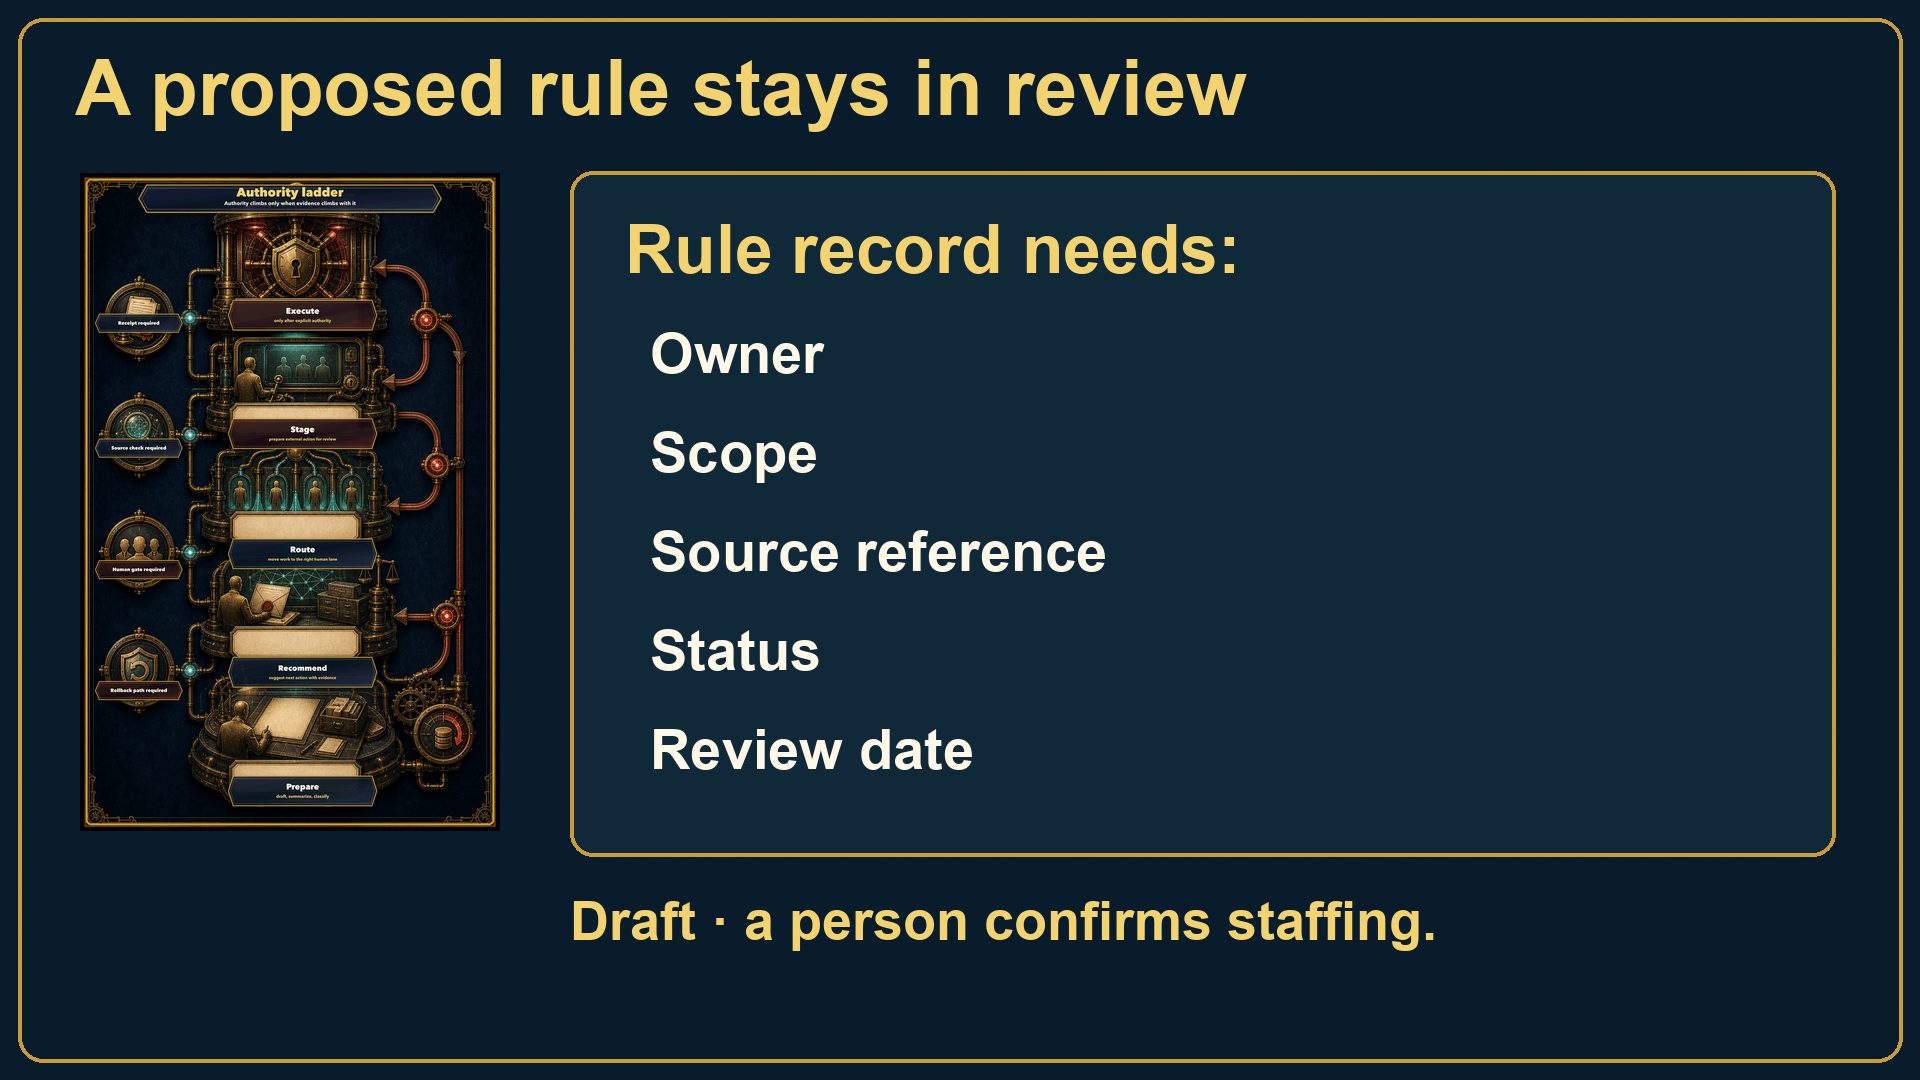 A proposed rule stays in review
Authority ladder
Authority climbs only when evidence climbs with it
Execute
only after explicit authority
Receipt required
Stage
prepare external action for review
Source check required
Route
move work to the right human lane
Human gate required
Recommend
suggest next action with evidence
Rollback path required
Prepare
draft, summarize, classify
Rule record needs:
Owner
Scope
Source reference
Status
Review date
Draft · a person confirms staffing.